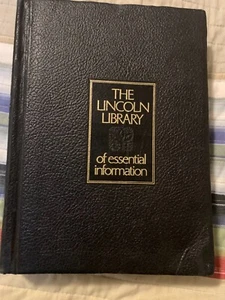 THE
LINCOLN
LIBRARY
of essential
information